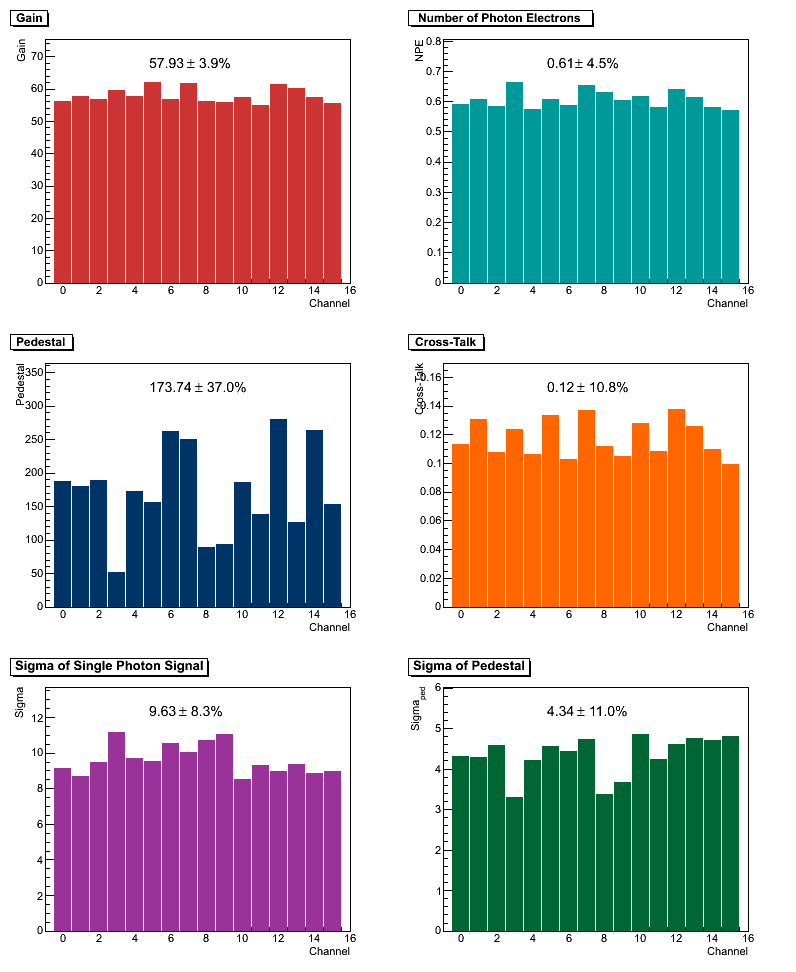 Gain
Gain
57.93 ± 3.9%
70
60
50
40
30
20
10
0
0 2 4 6 8 10 12 14 16
Channel
Number of Photon Electrons
NPE
0.61 ± 4.5%
0.8
0.7
0.6
0.5
0.4
0.3
0.2
0.1
0
0 2 4 6 8 10 12 14 16
Channel
Pedestal
Pedestal
173.74 ± 37.0%
350
300
250
200
150
100
50
0
0 2 4 6 8 10 12 14 16
Channel
Cross-Talk
Cross-Talk
0.12 ± 10.8%
0.16
0.14
0.12
0.1
0.08
0.06
0.04
0.02
0
0 2 4 6 8 10 12 14 16
Channel
Sigma of Single Photon Signal
Sigma
9.63 ± 8.3%
12
10
8
6
4
2
0
0 2 4 6 8 10 12 14 16
Channel
Sigma of Pedestal
Sigma ped
4.34 ± 11.0%
6
5
4
3
2
1
0
0 2 4 6 8 10 12 14 16
Channel